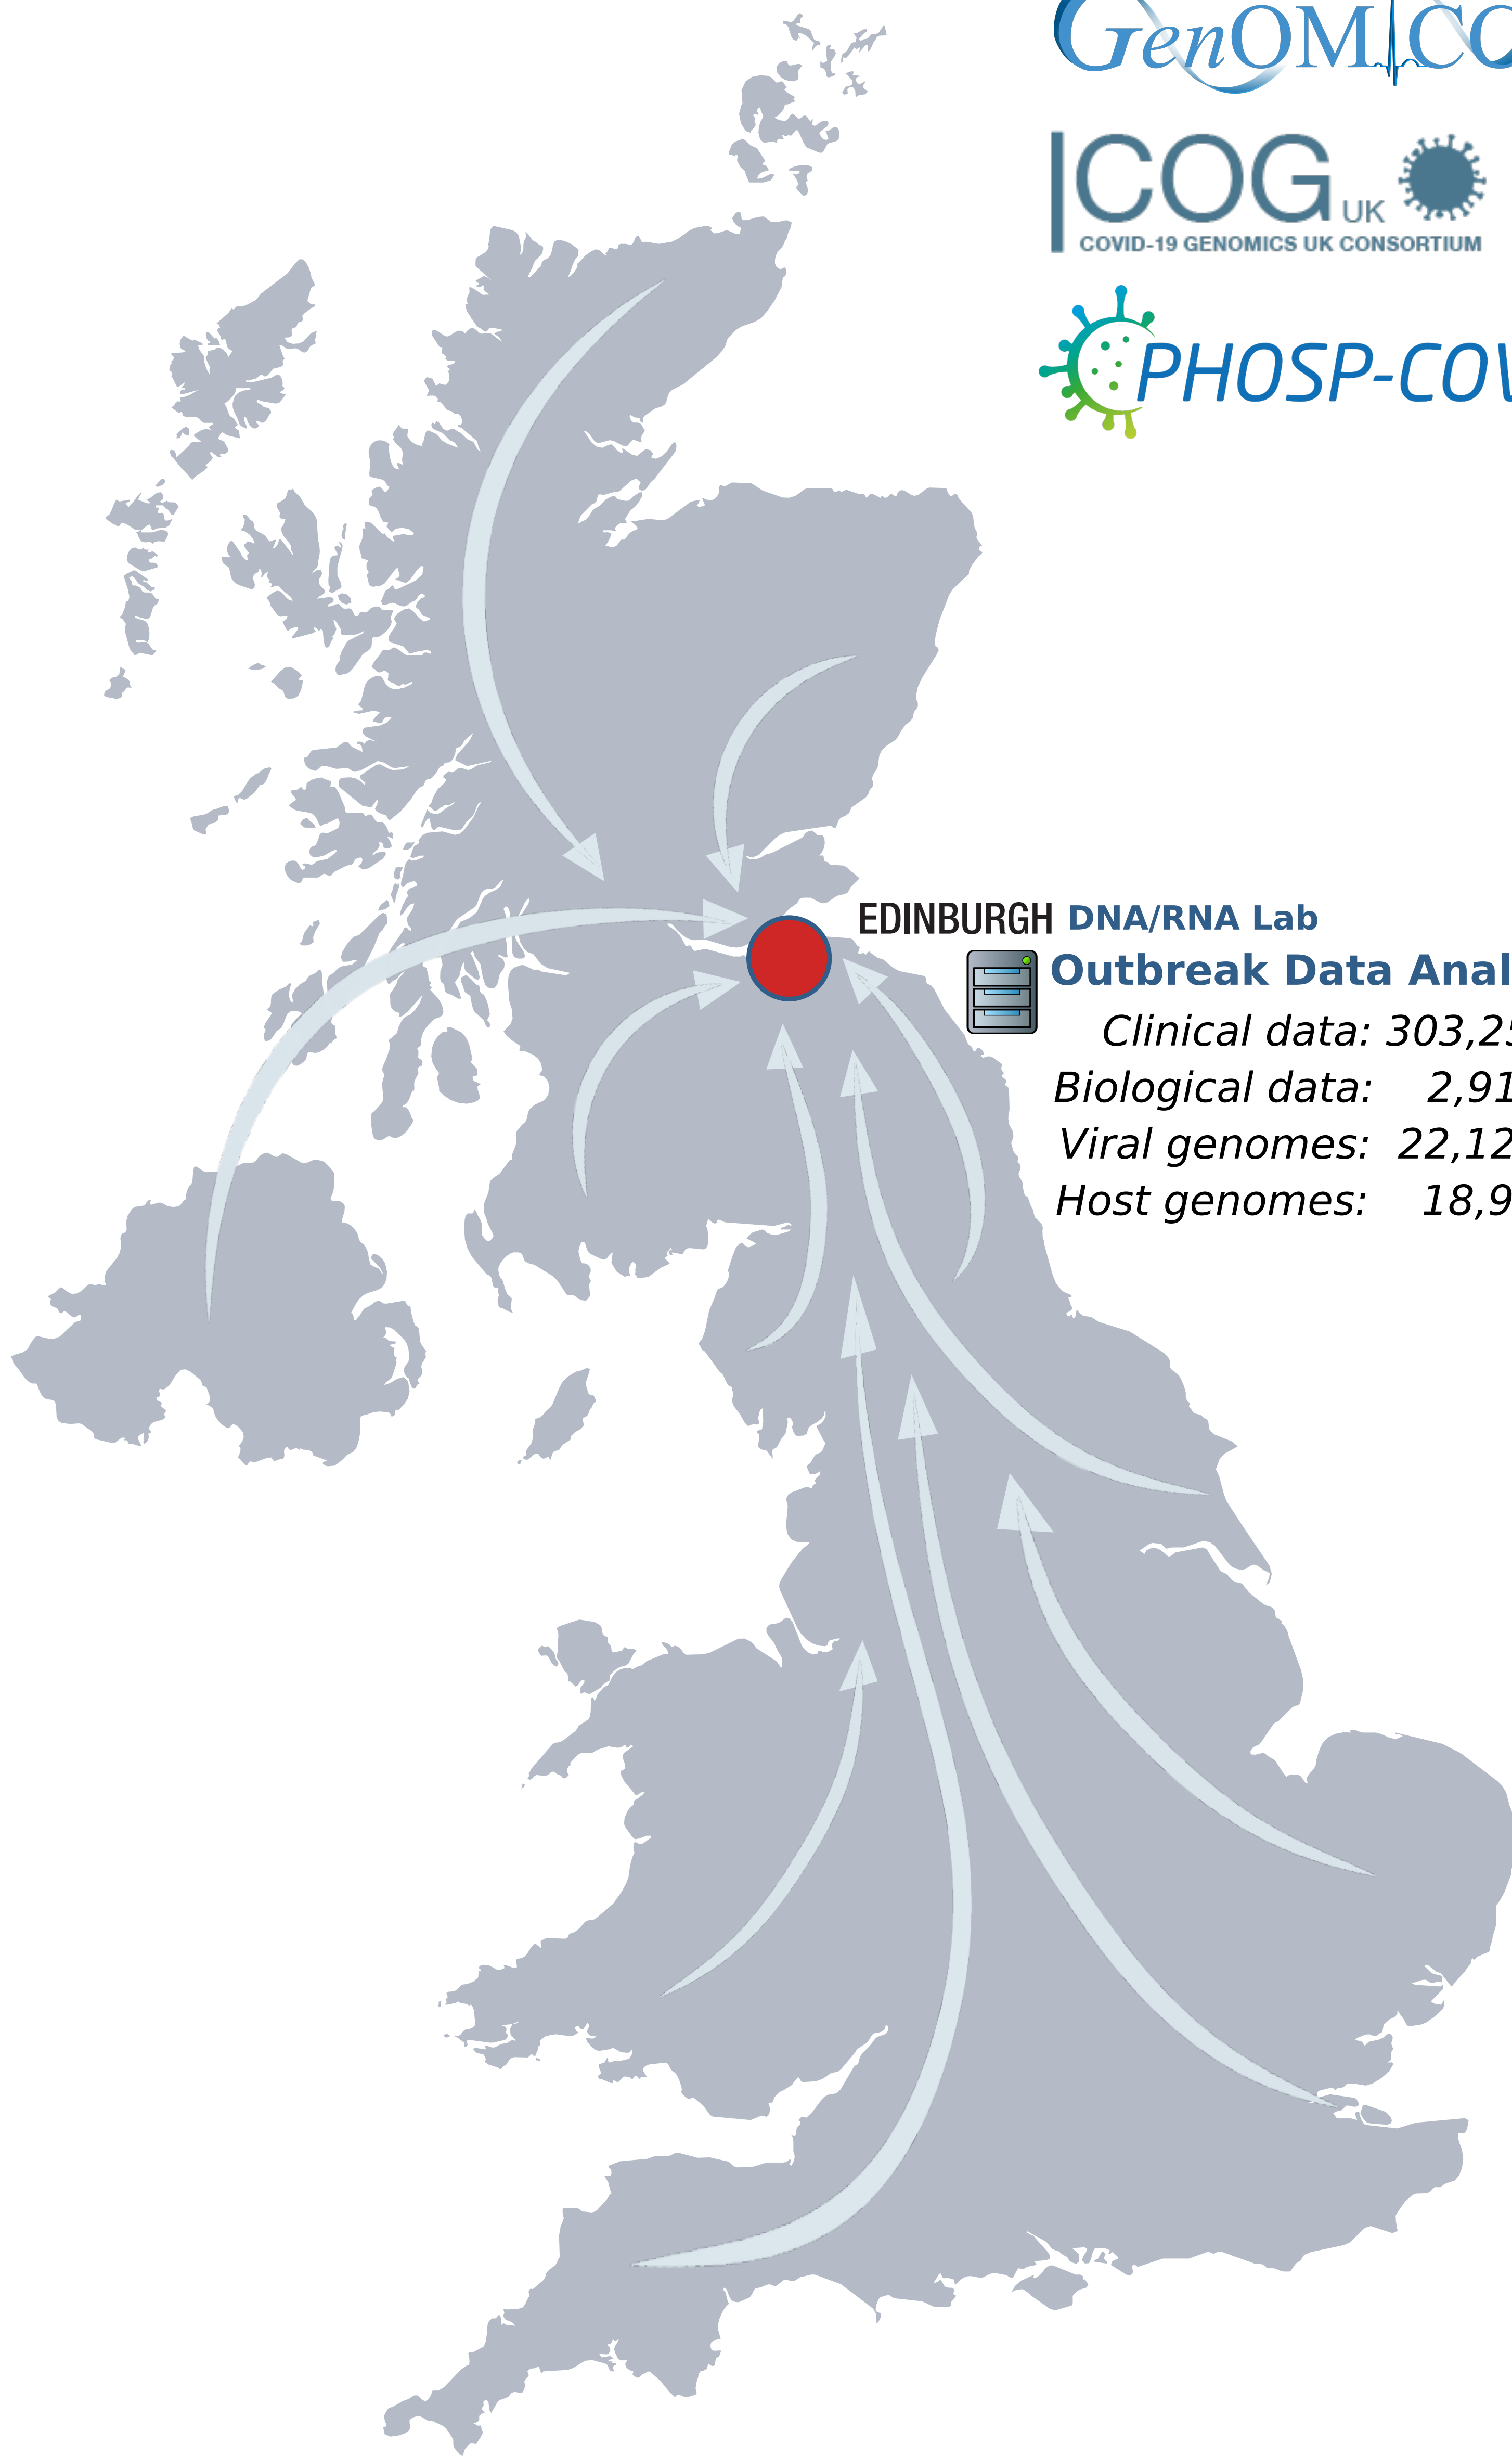 GenOMICC
COG UK
COVID-19 GENOMICS UK CONSORTIUM
PHOSP-COV
EDINBURGH DNA/RNA Lab
Outbreak Data Anal
Clinical data: 303,25
Biological data: 2,91
Viral genomes: 22,12
Host genomes: 18,9